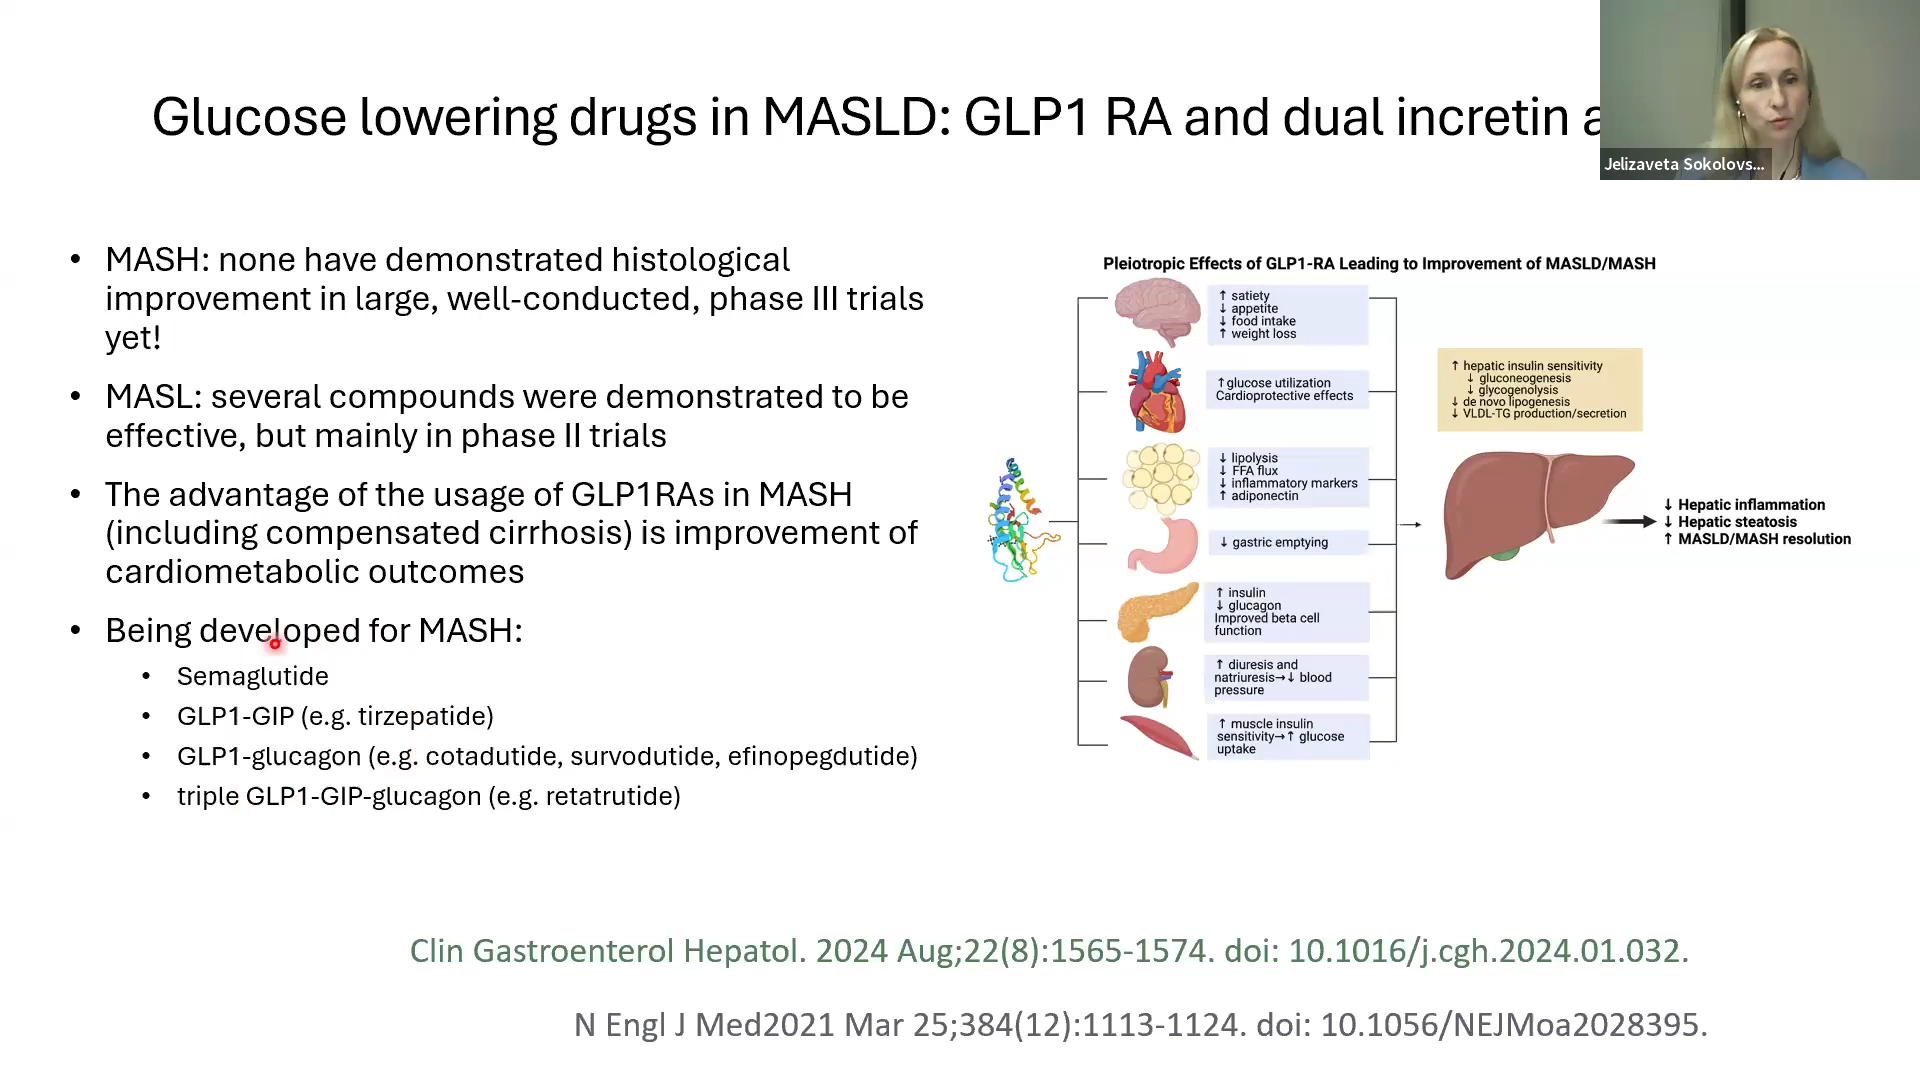 Glucose lowering drugs in MASLD: GLP1 RA and dual incretin
Jelizaveta Sokolovs...
• MASH: none have demonstrated histological
improvement in large, well-conducted, phase III trials
yet!
• MASL: several compounds were demonstrated to be
effective, but mainly in phase II trials
• The advantage of the usage of GLP1RAs in MASH
(including compensated cirrhosis) is improvement of
cardiometabolic outcomes
• Being developed for MASH:
• Semaglutide
• GLP1-GIP (e.g. tirzepatide)
• GLP1-glucagon (e.g. cotadutide, survodutide, efinopegdutide)
• triple GLP1-GIP-glucagon (e.g. retatrutide)
Pleiotropic Effects of GLP1-RA Leading to Improvement of MASLD/MASH
↑ satiety
↓ appetite
↓ food intake
↑ weight loss
↑glucose utilization
Cardioprotective effects
↓ lipolysis
↓ FFA flux
↓ inflammatory markers
↑ adiponectin
↓ gastric emptying
↑ insulin
↓ glucagon
Improved beta cell
function
↑ diuresis and
natriuresis→↓ blood
pressure
↑ muscle insulin
sensitivity→↑ glucose
uptake
↑ hepatic insulin sensitivity
↓ gluconeogenesis
↓ glycogenolysis
↓ de novo lipogenesis
↓ VLDL-TG production/secretion
↓ Hepatic inflammation
↓ Hepatic steatosis
↑ MASLD/MASH resolution
Clin Gastroenterol Hepatol. 2024 Aug;22(8):1565-1574. doi: 10.1016/j.cgh.2024.01.032.
N Engl J Med2021 Mar 25;384(12):1113-1124. doi: 10.1056/NEJMoa2028395.